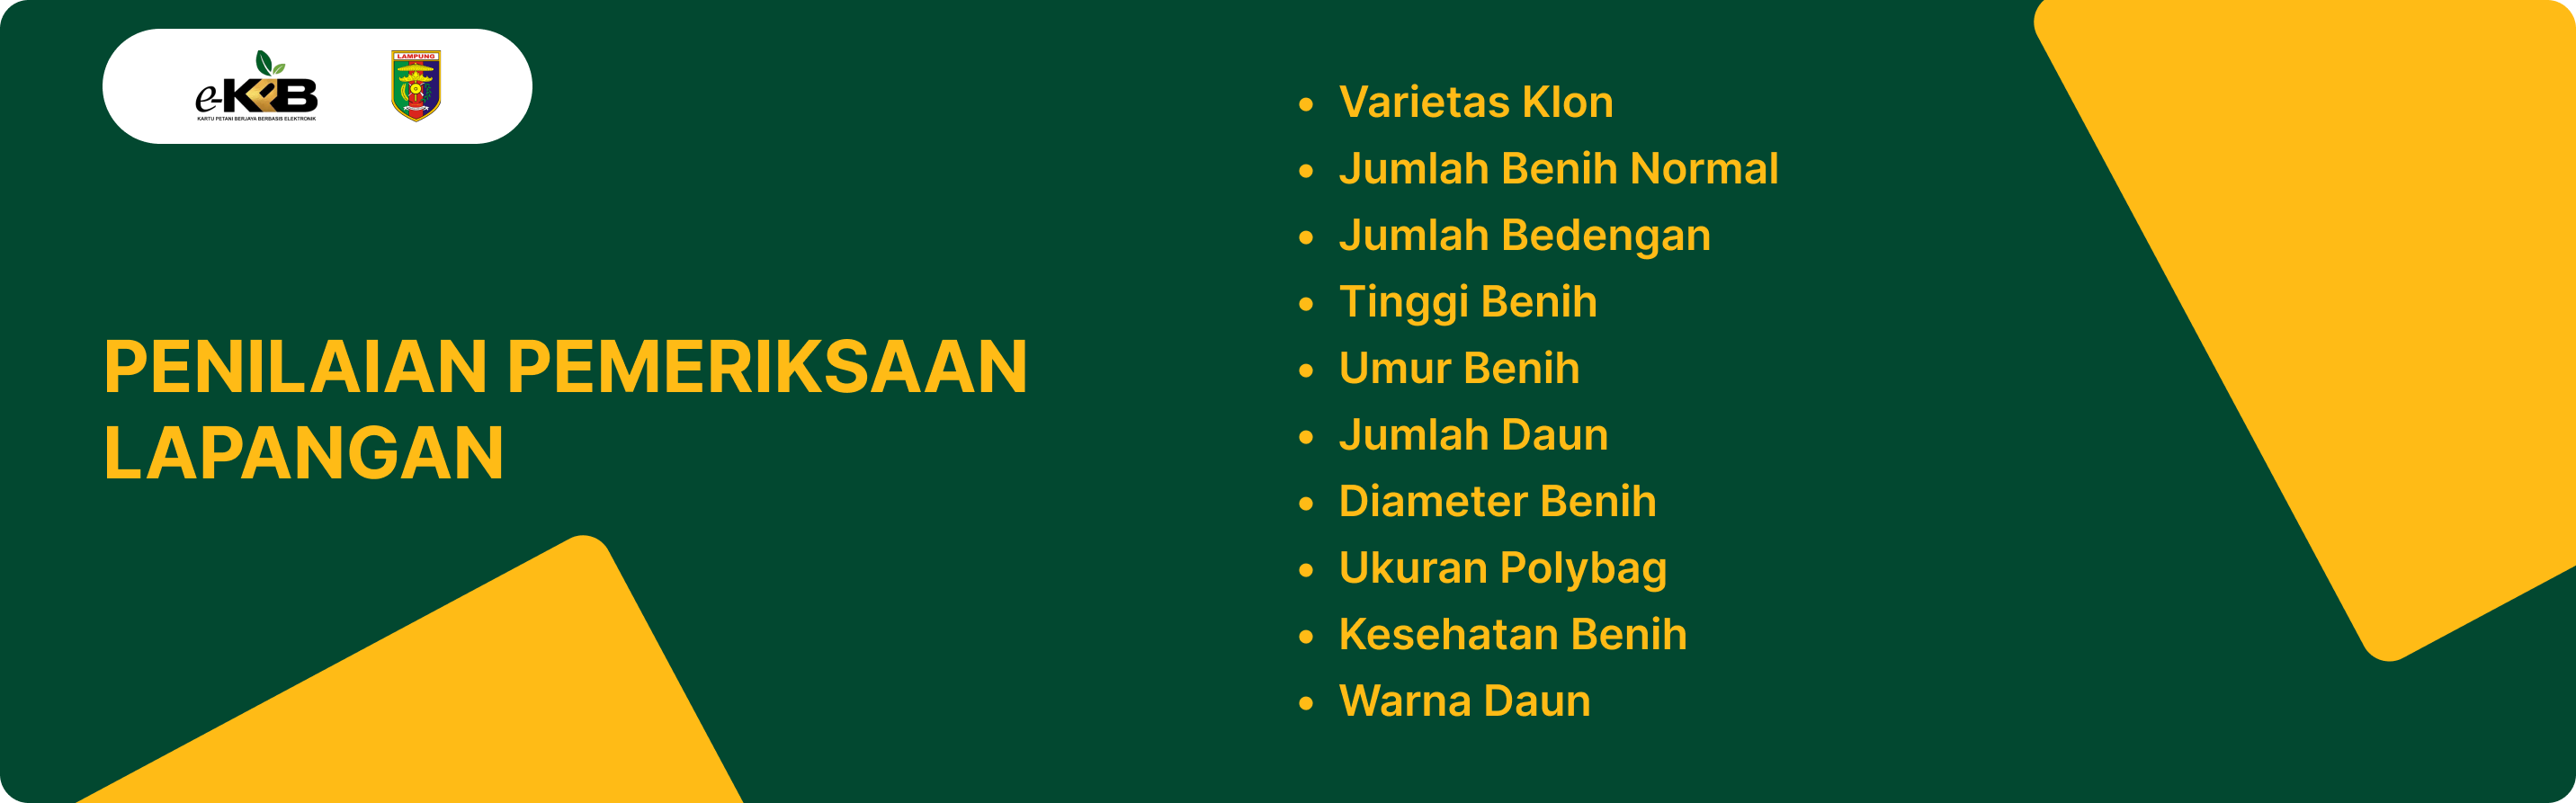 e-KPB
KARTU PETANI BERJAYA BERBASIS ELEKTRONIK
LAMPUNG
PENILAIAN PEMERIKSAAN
LAPANGAN
• Varietas Klon
• Jumlah Benih Normal
• Jumlah Bedengan
• Tinggi Benih
• Umur Benih
• Jumlah Daun
• Diameter Benih
• Ukuran Polybag
• Kesehatan Benih
• Warna Daun